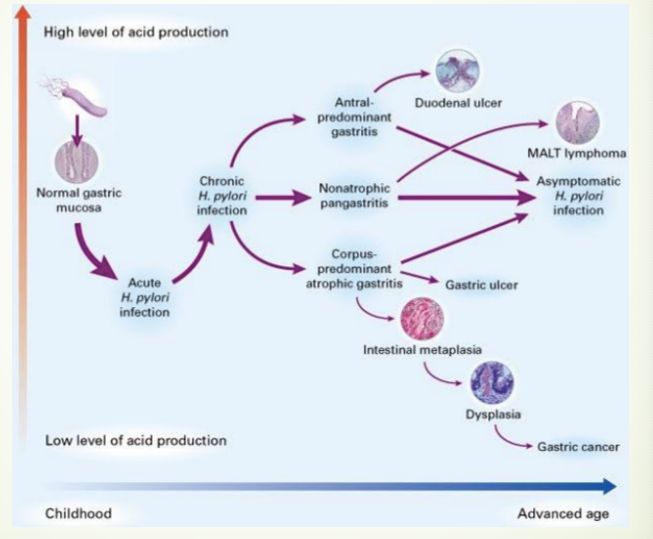 High level of acid production
Antral-
predominant
gastritis
Duodenal ulcer
MALT lymphoma
Normal gastric
mucosa
Chronic
H. pylori
infection
Nonatrophic
pangastritis
Asymptomatic
H. pylori
infection
Acute
H. pylori
infection
Corpus-
predominant
atrophic gastritis
Gastric ulcer
Intestinal metaplasia
Dysplasia
Low level of acid production
Gastric cancer
Childhood
Advanced age